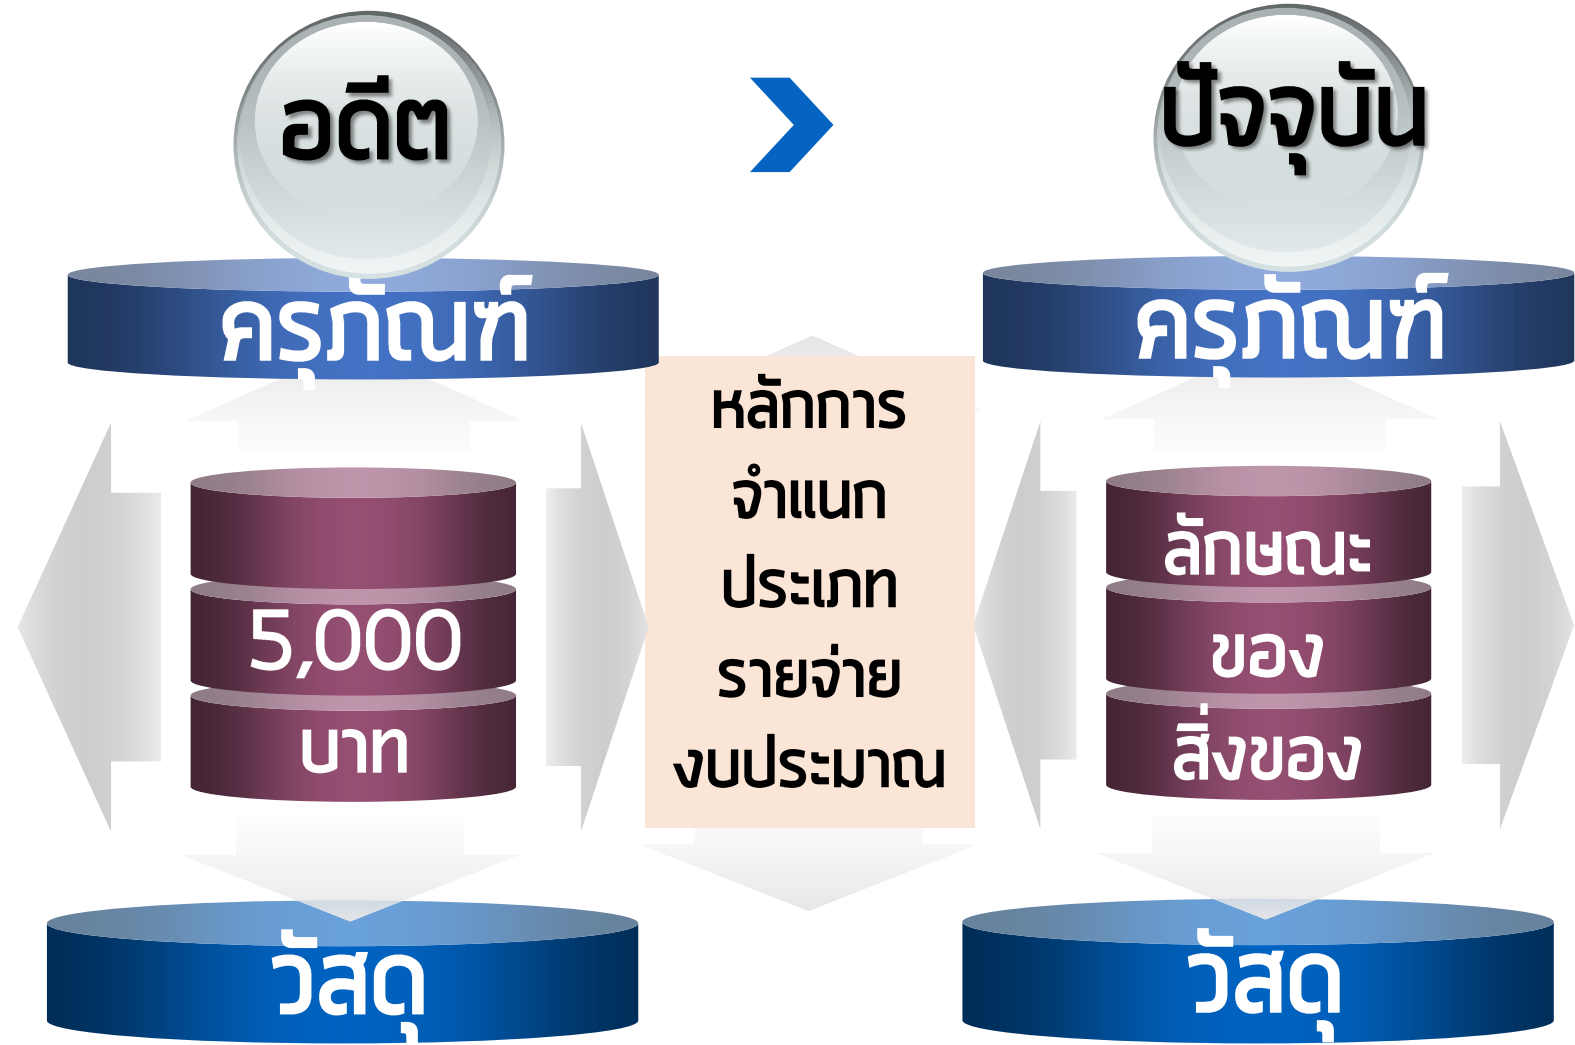 อดีต
ปัจจุบัน
ครุภัณฑ์
ครุภัณฑ์
5,000
บาท
หลักการ
จำแนก
ประเภท
รายจ่าย
งบประมาณ
ลักษณะ
ของ
สิ่งของ
วัสดุ
วัสดุ